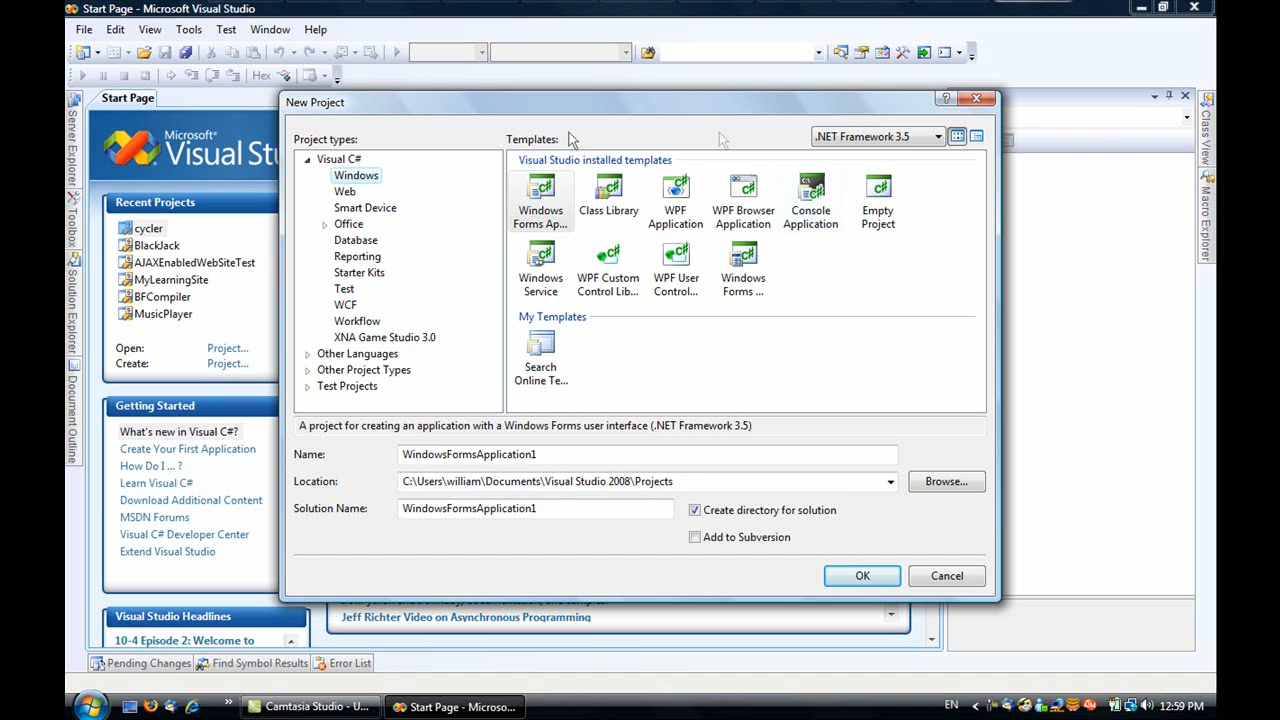 Start Page - Microsoft Visual Studio
File Edit View Tools Test Window Help
Hex
Start Page
Server Explorer
Toolbox
Solution Explorer
Document Outline
Class View
Macro Explorer
Microsoft®
Visual Stu
Recent Projects
cycler
BlackJack
AJAXEnabledWebSiteTest
MyLearningSite
BFCompiler
MusicPlayer
Open: Project...
Create: Project...
Getting Started
What's new in Visual C#?
Create Your First Application
How Do I ... ?
Learn Visual C#
Download Additional Content
MSDN Forums
Visual C# Developer Center
Extend Visual Studio
Visual Studio Headlines
10-4 Episode 2: Welcome to
Jeff Richter Video on Asynchronous Programming
New Project
Project types:
Visual C#
Windows
Web
Smart Device
Office
Database
Reporting
Starter Kits
Test
WCF
Workflow
XNA Game Studio 3.0
Other Languages
Other Project Types
Test Projects
Templates:
.NET Framework 3.5
Visual Studio installed templates
Windows Forms Ap...
Class Library
WPF Application
WPF Browser Application
Console Application
Empty Project
Windows Service
WPF Custom Control Lib...
WPF User Control...
Windows Forms ...
My Templates
Search Online Te...
A project for creating an application with a Windows Forms user interface (.NET Framework 3.5)
Name: WindowsFormsApplication1
Location: C:\Users\william\Documents\Visual Studio 2008\Projects
Browse...
Solution Name: WindowsFormsApplication1
Create directory for solution
Add to Subversion
OK
Cancel
Pending Changes Find Symbol Results Error List
Camtasia Studio - U...
Start Page - Microso...
EN
12:59 PM